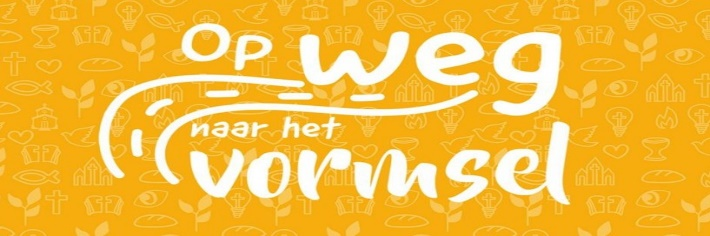 Op weg
naar het
vormsel